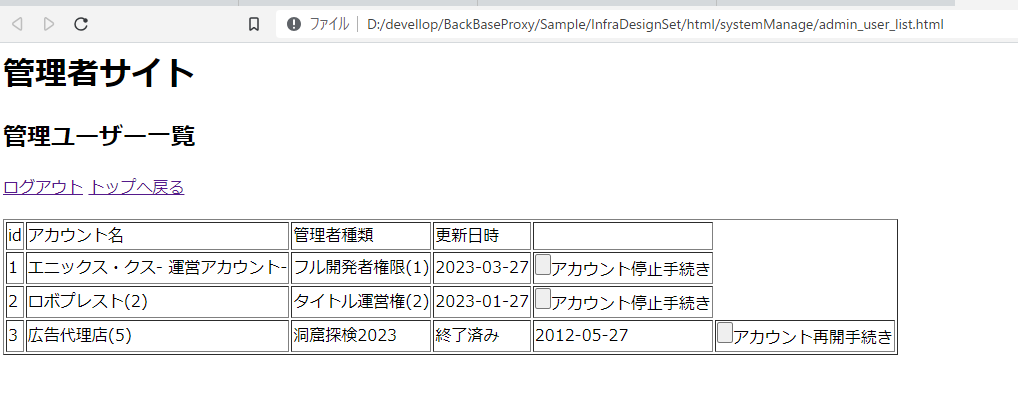 ファイル D:/devellop/BackBaseProxy/Sample/InfraDesignSet/html/systemManage/admin_user_list.html
管理者サイト
管理ユーザー一覧
ログアウト トップへ戻る
id アカウント名 管理者種類 更新日時
1 エニックス・クス- 運営アカウント- フル開発者権限(1) 2023-03-27 アカウント停止手続き
2 ロボプレスト(2) タイトル運営権(2) 2023-01-27 アカウント停止手続き
3 広告代理店(5) 洞窟探検2023 終了済み 2012-05-27 アカウント再開手続き